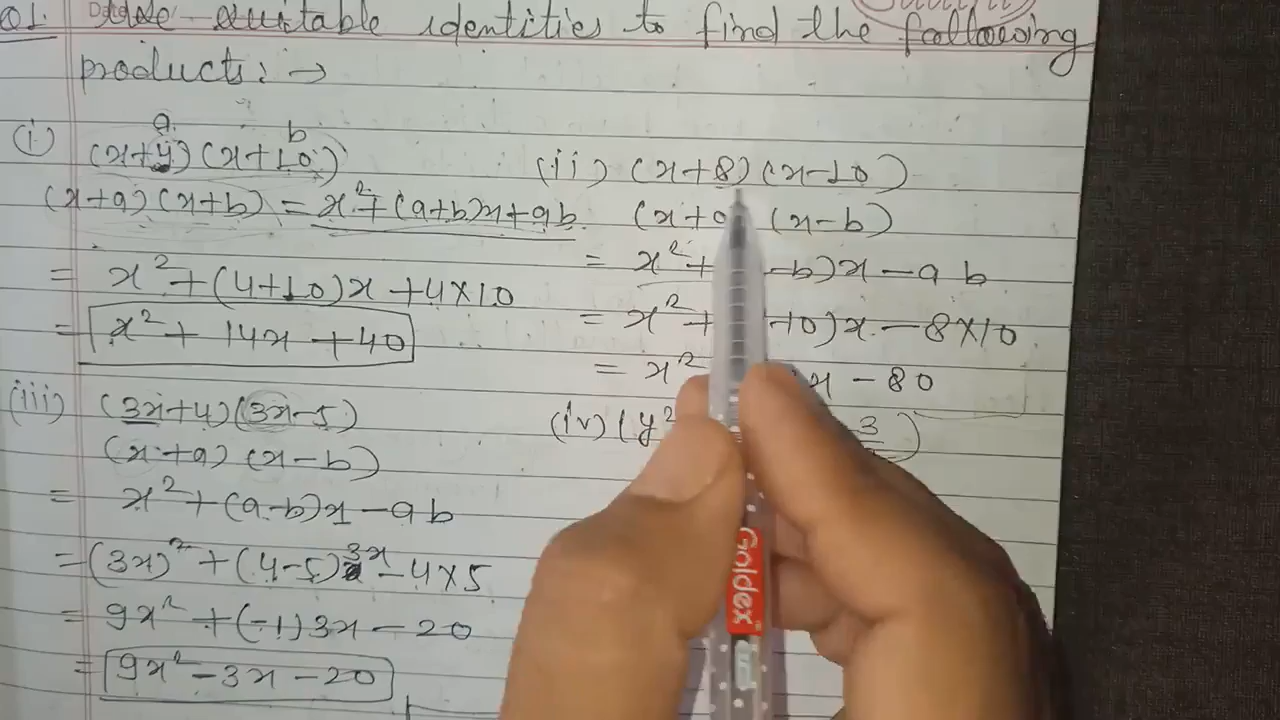 Q1. Use suitable identities to find the following
products: →
(i) (x+4)(x+10)
a b
(x+a)(x+b) = x²+(a+b)x+ab
= x²+(4+10)x+4×10
= x²+14x+40
(ii) (x+8)(x-10)
(x+a (x-b)
= x²+ -b)x-ab
= x²+ -10)x-8×10
= x² x-80
(iii) (3x+4)(3x-5)
(x+a)(x-b)
= x²+(a-b)x-ab
= (3x)²+(4-5)3x-4×5
= 9x²+(-1)3x-20
= 9x²-3x-20
(iv) (y² 3 )
Goldex